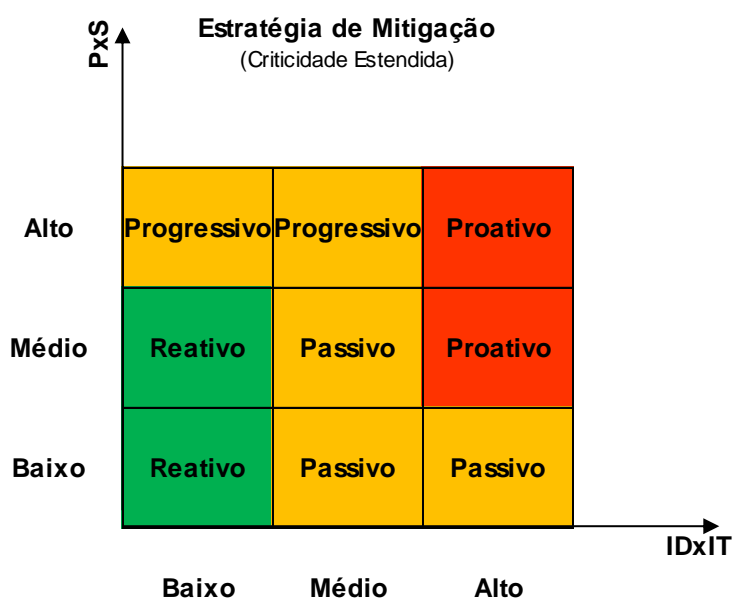 Estratégia de Mitigação
(Criticidade Estendida)
PxS
Alto Progressivo Progressivo Proativo
Médio Reativo Passivo Proativo
Baixo Reativo Passivo Passivo
IDxIT
Baixo Médio Alto